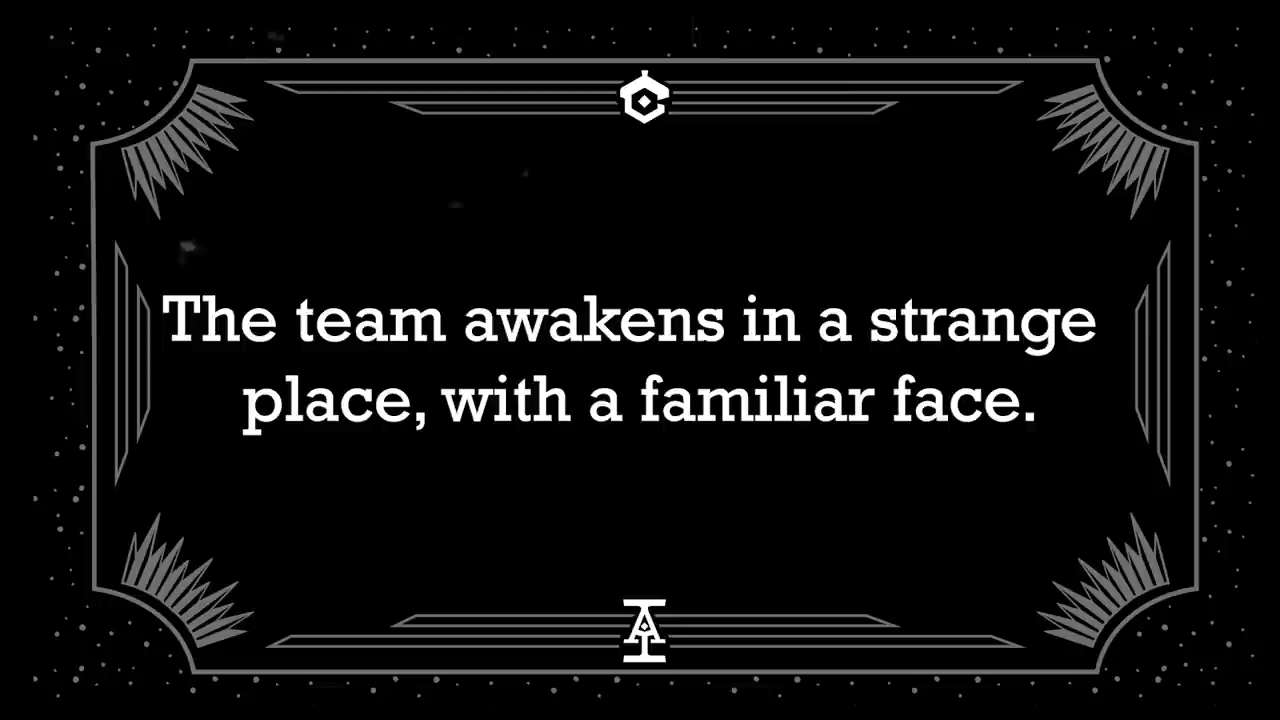 The team awakens in a strange
place, with a familiar face.